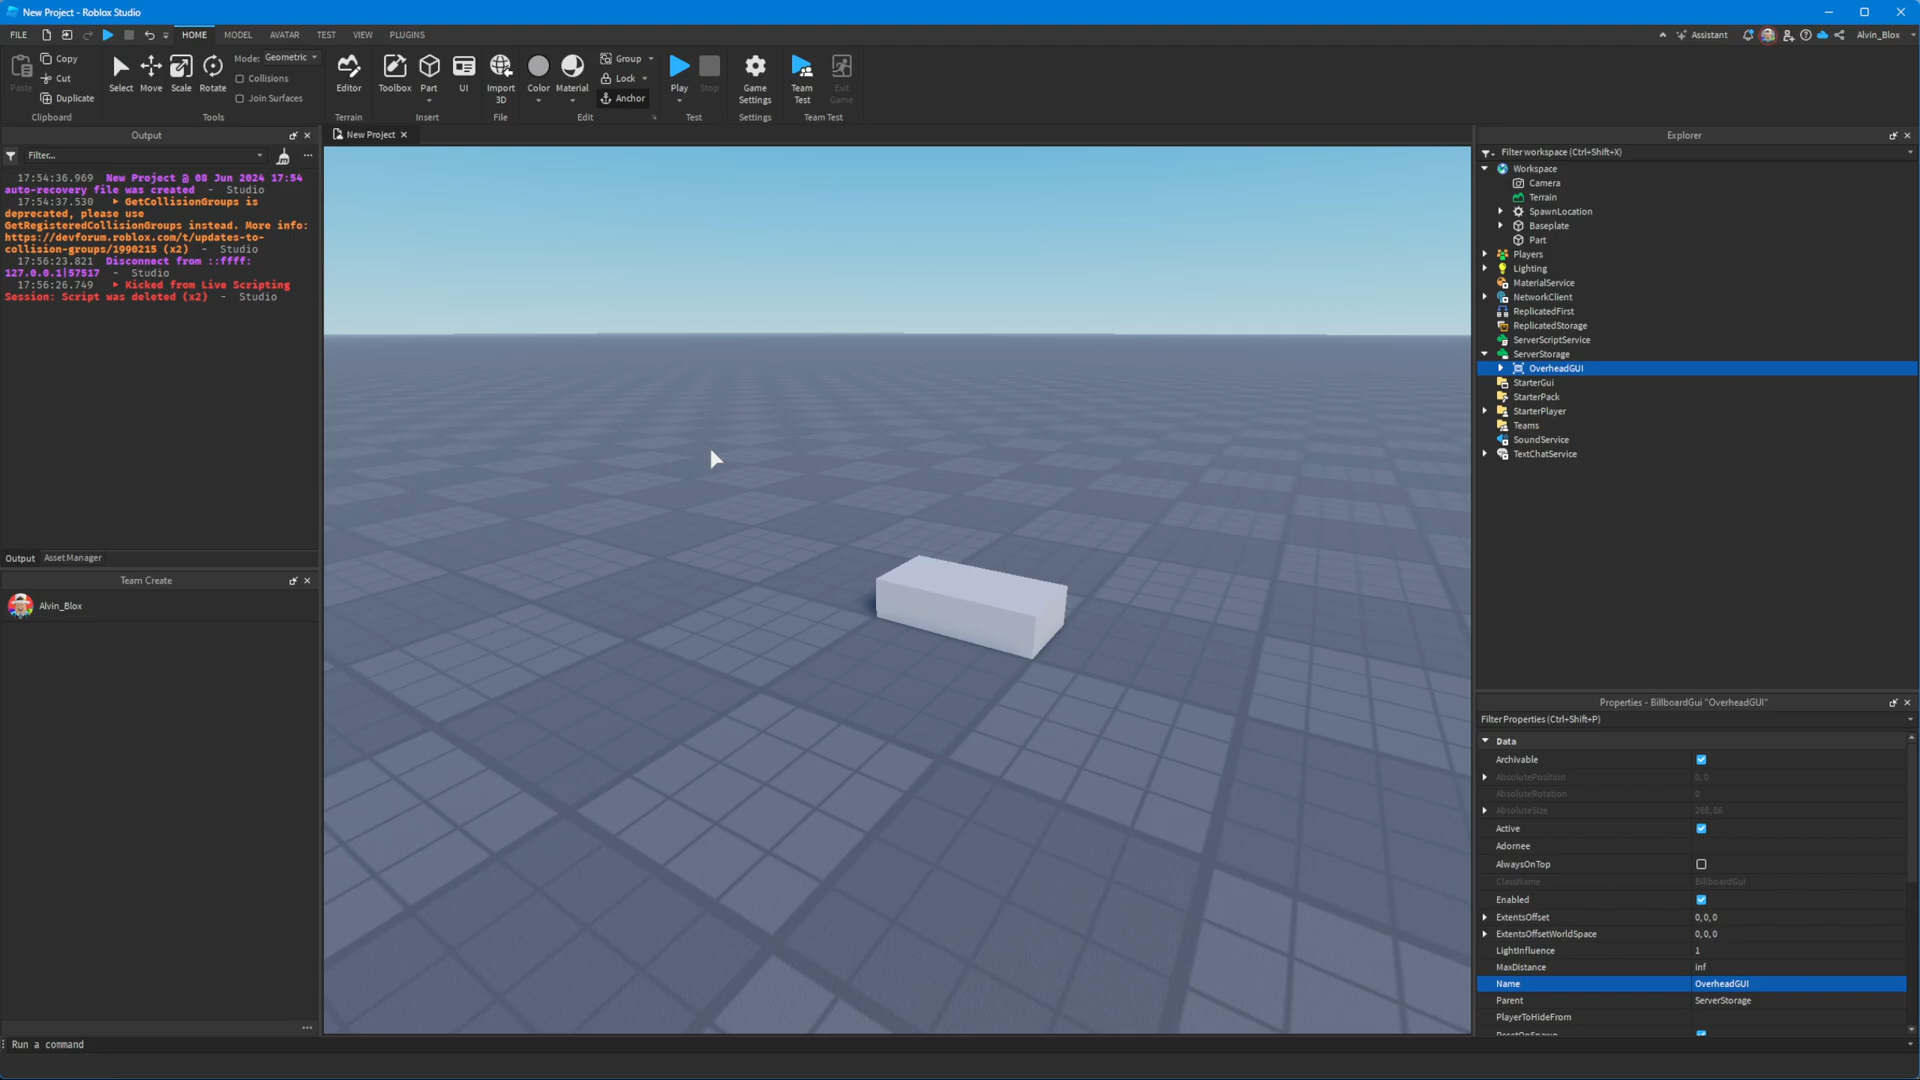 New Project - Roblox Studio
FILE
HOME
MODEL
AVATAR
TEST
VIEW
PLUGINS
Assistant
Alvin_Blox
Paste
Copy
Cut
Duplicate
Clipboard
Select
Move
Scale
Rotate
Mode: Geometric
Collisions
Join Surfaces
Tools
Editor
Terrain
Toolbox
Part
UI
Insert
Import
3D
File
Color
Material
Group
Lock
Anchor
Edit
Play
Stop
Test
Game
Settings
Settings
Team
Test
Exit
Game
Team Test
Output
Filter...
17:54:36.969 New Project @ 08 Jun 2024 17:54
auto-recovery file was created - Studio
17:54:37.530 GetCollisionGroups is
deprecated, please use
GetRegisteredCollisionGroups instead. More info:
https://devforum.roblox.com/t/updates-to-
collision-groups/1990215 (x2) - Studio
17:56:23.821 Disconnect from ::ffff:
127.0.0.1|57517 - Studio
17:56:26.749 Kicked from Live Scripting
Session: Script was deleted (x2) - Studio
Output
Asset Manager
Team Create
Alvin_Blox
Run a command
New Project
Explorer
Filter workspace (Ctrl+Shift+X)
Workspace
Camera
Terrain
SpawnLocation
Baseplate
Part
Players
Lighting
MaterialService
NetworkClient
ReplicatedFirst
ReplicatedStorage
ServerScriptService
ServerStorage
OverheadGUI
StarterGui
StarterPack
StarterPlayer
Teams
SoundService
TextChatService
Properties - BillboardGui "OverheadGUI"
Filter Properties (Ctrl+Shift+P)
Data
Archivable
AbsolutePosition 0, 0
AbsoluteRotation 0
AbsoluteSize 288, 86
Active
Adornee
AlwaysOnTop
ClassName BillboardGui
Enabled
ExtentsOffset 0, 0, 0
ExtentsOffsetWorldSpace 0, 0, 0
LightInfluence 1
MaxDistance inf
Name OverheadGUI
Parent ServerStorage
PlayerToHideFrom
ResetOnSpawn